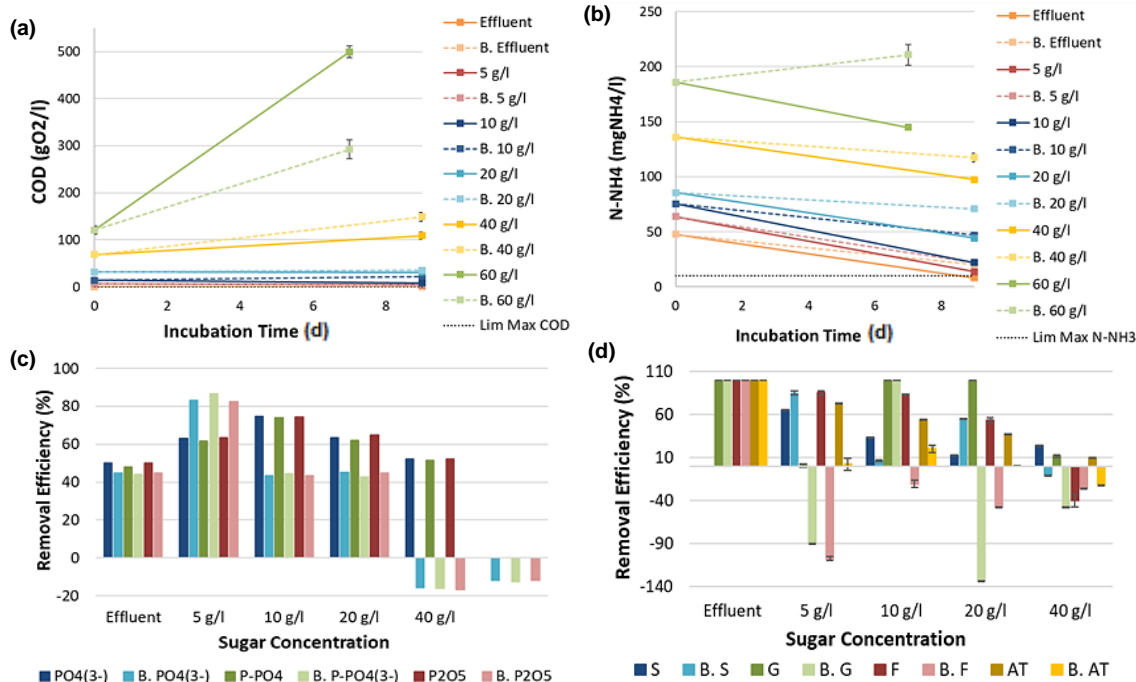 (a)
COD (gO2/l)
500
400
300
200
100
0
0
2
4
6
8
Incubation Time (d)
Effluent
B. Effluent
5 g/l
B. 5 g/l
10 g/l
B. 10 g/l
20 g/l
B. 20 g/l
40 g/l
B. 40 g/l
60 g/l
B. 60 g/l
Lim Max COD
(b)
N-NH4 (mgNH4/l)
250
200
150
100
50
0
0
2
4
6
8
Incubation Time (d)
Effluent
B. Effluent
5 g/l
B. 5 g/l
10 g/l
B. 10 g/l
20 g/l
B. 20 g/l
40 g/l
B. 40 g/l
60 g/l
B. 60 g/l
Lim Max N-NH3
(c)
Removal Efficiency (%)
100
80
60
40
20
0
-20
Effluent
5 g/l
10 g/l
20 g/l
40 g/l
Sugar Concentration
PO4(3-)
B. PO4(3-)
P-PO4
B. P-PO4(3-)
P2O5
B. P2O5
(d)
Removal Efficiency (%)
110
60
10
-40
-90
-140
Effluent
5 g/l
10 g/l
20 g/l
40 g/l
Sugar Concentration
S
B. S
G
B. G
F
B. F
AT
B. AT